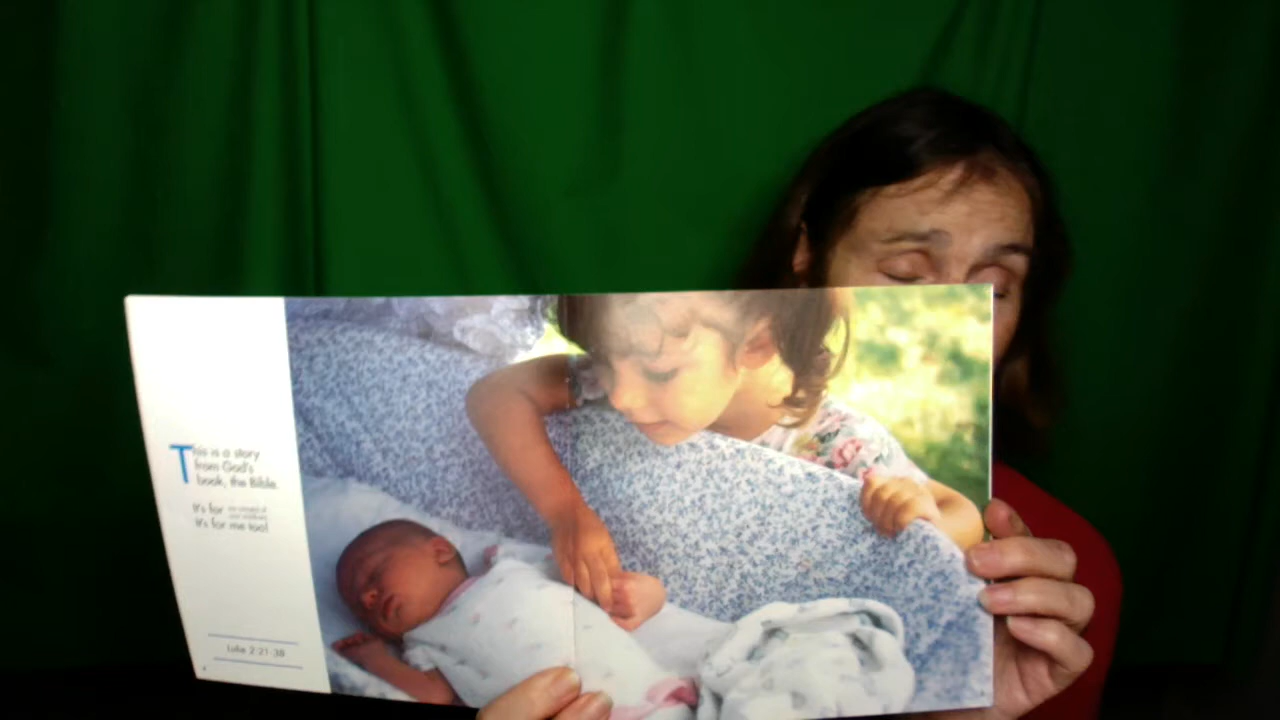 This is a story
from God's
book, the Bible.
It's for
It's for me too!
Luke 2:21-38